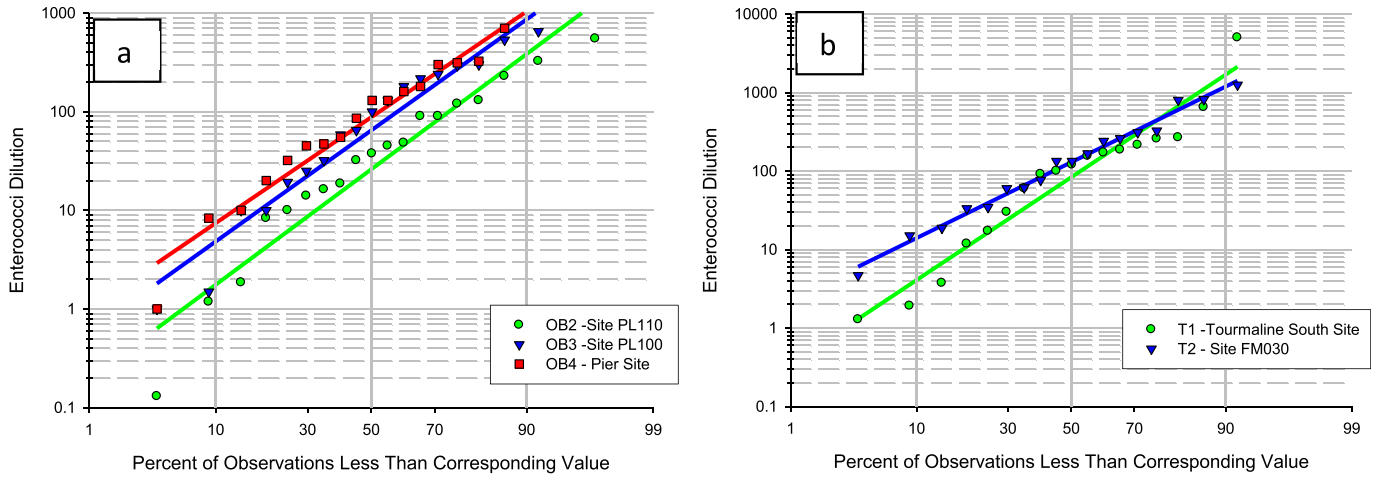 a
1000
100
10
1
0.1
Enterococci Dilution
OB2 -Site PL110
OB3 -Site PL100
OB4 - Pier Site
1
10
30
50
70
90
99
Percent of Observations Less Than Corresponding Value
b
10000
1000
100
10
1
0.1
Enterococci Dilution
T1 -Tourmaline South Site
T2 - Site FM030
1
10
30
50
70
90
99
Percent of Observations Less Than Corresponding Value